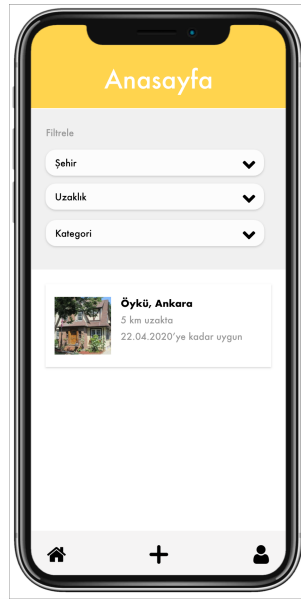 Anasayfa
Filtrele
Şehir
Uzaklık
Kategori
Öykü, Ankara
5 km uzakta
22.04.2020'ye kadar uygun